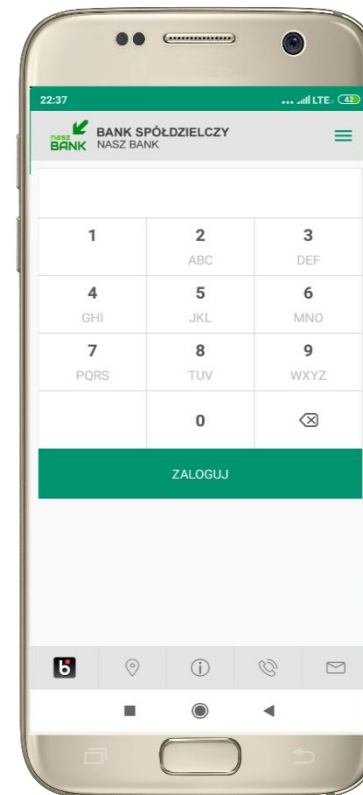 22:37 ... LTE 42
nasz BANK
BANK SPÓŁDZIELCZY
NASZ BANK
1 2 3
ABC DEF
4 5 6
GHI JKL MNO
7 8 9
PQRS TUV WXYZ
0
ZALOGUJ
b
i